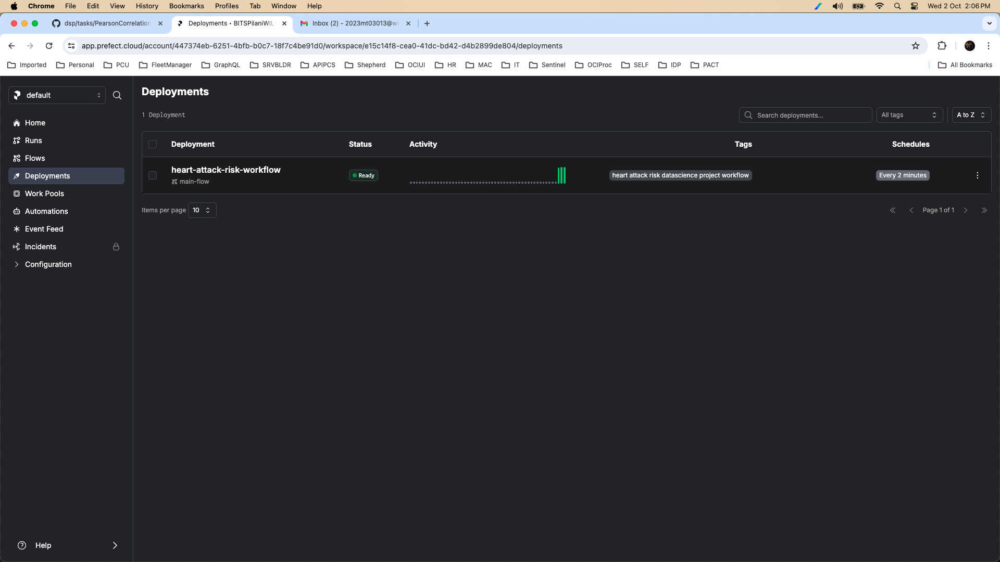 Chrome File Edit View History Bookmarks Profiles Tab Window Help Wed 2 Oct 2:06 PM
dsp/tasks/PearsonCorrelation Deployments • BITSPilaniWIL Inbox (2) - 2023mt03013@wi
app.prefect.cloud/account/447374eb-6251-4bfb-b0c7-18f7c4be91d0/workspace/e15c14f8-cea0-41dc-bd42-d4b2899de804/deployments
Imported Personal PCU FleetManager GraphQL SRVBLDR APIPCS Shepherd OCIUI HR MAC IT Sentinel OCIProc SELF IDP PACT All Bookmarks
default
Home
Runs
Flows
Deployments
Work Pools
Automations
Event Feed
Incidents
Configuration
Help
Deployments
1 Deployment Search deployments... All tags A to Z
Deployment Status Activity Tags Schedules
heart-attack-risk-workflow Ready heart attack risk datascience project workflow Every 2 minutes
main-flow
Items per page 10 Page 1 of 1